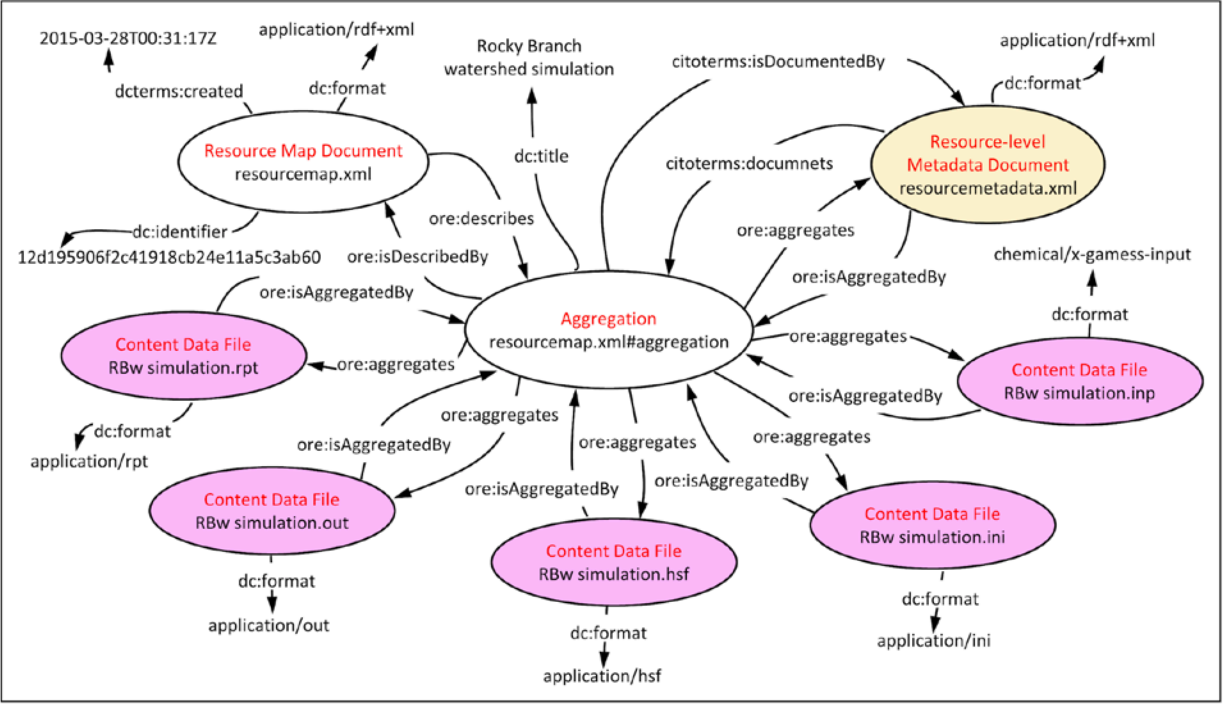 2015-03-28T00:31:17Z
application/rdf+xml
Rocky Branch
watershed simulation
citoterms:isDocumentedBy
application/rdf+xml
dcterms:created
dc:format
dc:format
Resource Map Document
resourcemap.xml
dc:title
Resource-level
Metadata Document
resourcemetadata.xml
citoterms:documnets
ore:describes
dc:identifier
ore:aggregates
12d195906f2c41918cb24e11a5c3ab60
ore:isDescribedBy
chemical/x-gamess-input
ore:isAggregatedBy
ore:isAggregatedBy
dc:format
Aggregation
resourcemap.xml#aggregation
Content Data File
RBw simulation.rpt
ore:aggregates
ore:aggregates
Content Data File
RBw simulation.inp
ore:isAggregatedBy
dc:format
application/rpt
ore:isAggregatedBy
ore:aggregates
ore:aggregates
ore:aggregates
ore:isAggregatedBy
ore:isAggregatedBy
Content Data File
RBw simulation.out
Content Data File
RBw simulation.hsf
Content Data File
RBw simulation.ini
dc:format
application/out
dc:format
application/hsf
dc:format
application/ini